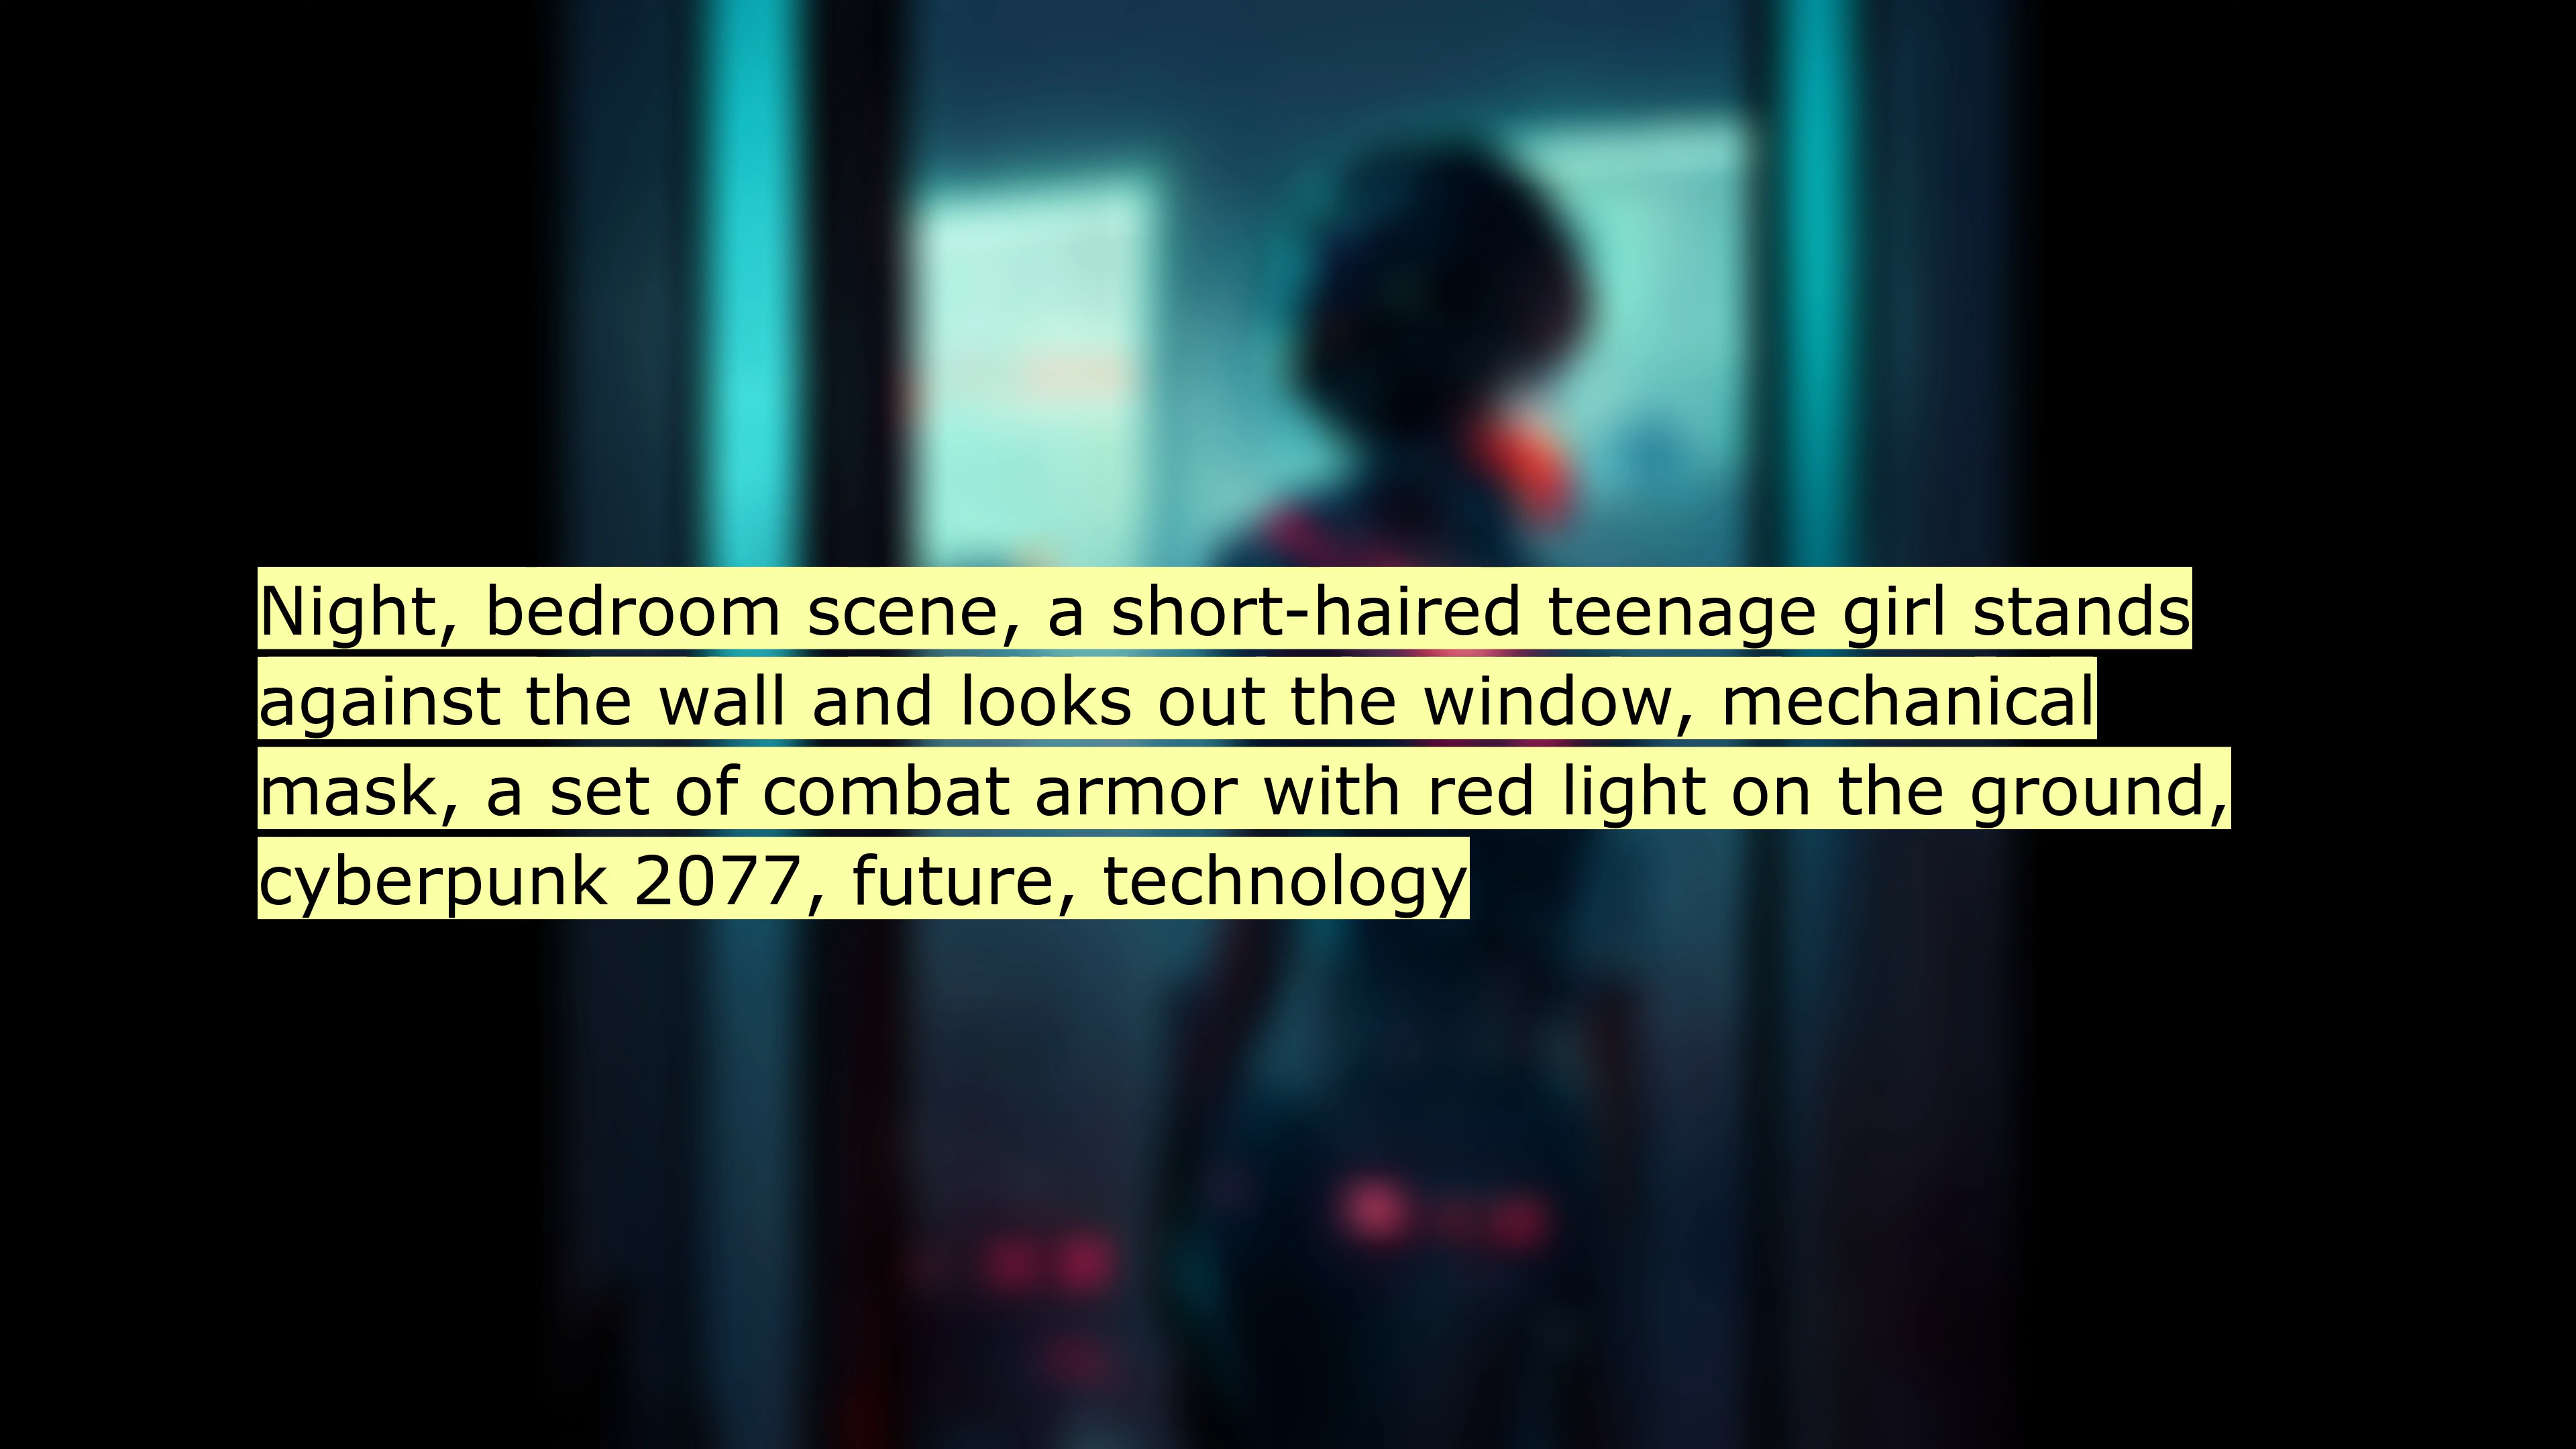 Night, bedroom scene, a short-haired teenage girl stands
against the wall and looks out the window, mechanical
mask, a set of combat armor with red light on the ground,
cyberpunk 2077, future, technology